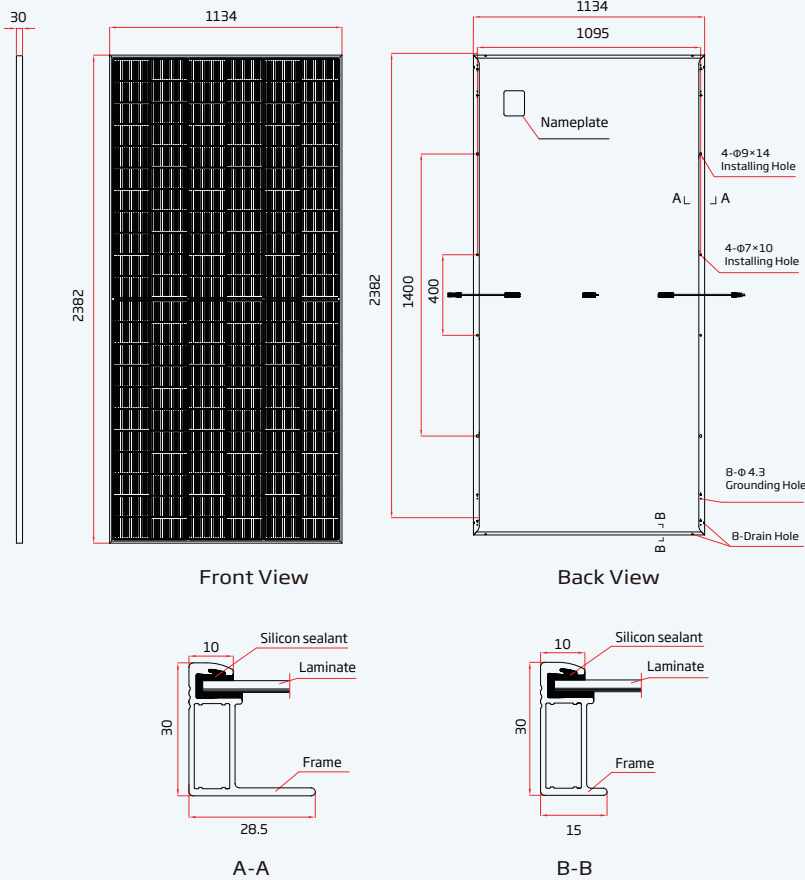 30
1134
2382
Front View
1134
1095
Nameplate
4-Φ9×14
Installing Hole
A
A
4-Φ7×10
Installing Hole
2382
1400
400
8-Φ 4.3
Grounding Hole
B
B
8-Drain Hole
Back View
10
Silicon sealant
Laminate
30
Frame
28.5
A-A
10
Silicon sealant
Laminate
30
Frame
15
B-B